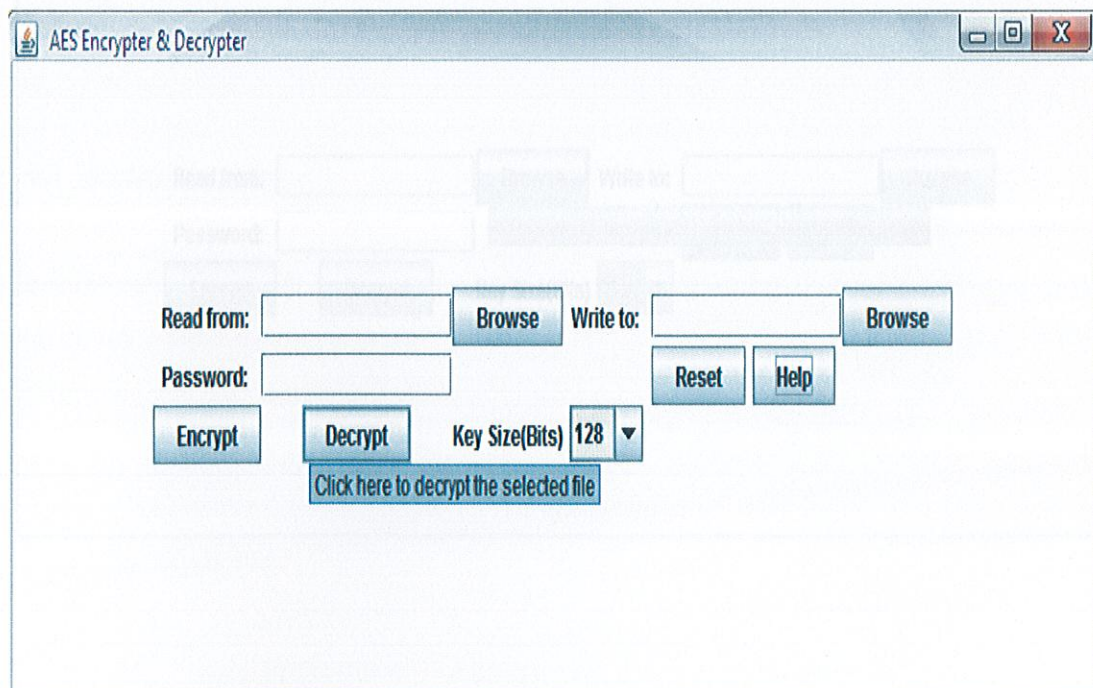 AES Encrypter & Decrypter
Read from: Browse Write to: Browse
Password: Reset Help
Encrypt Decrypt Key Size(Bits) 128
Click here to decrypt the selected file